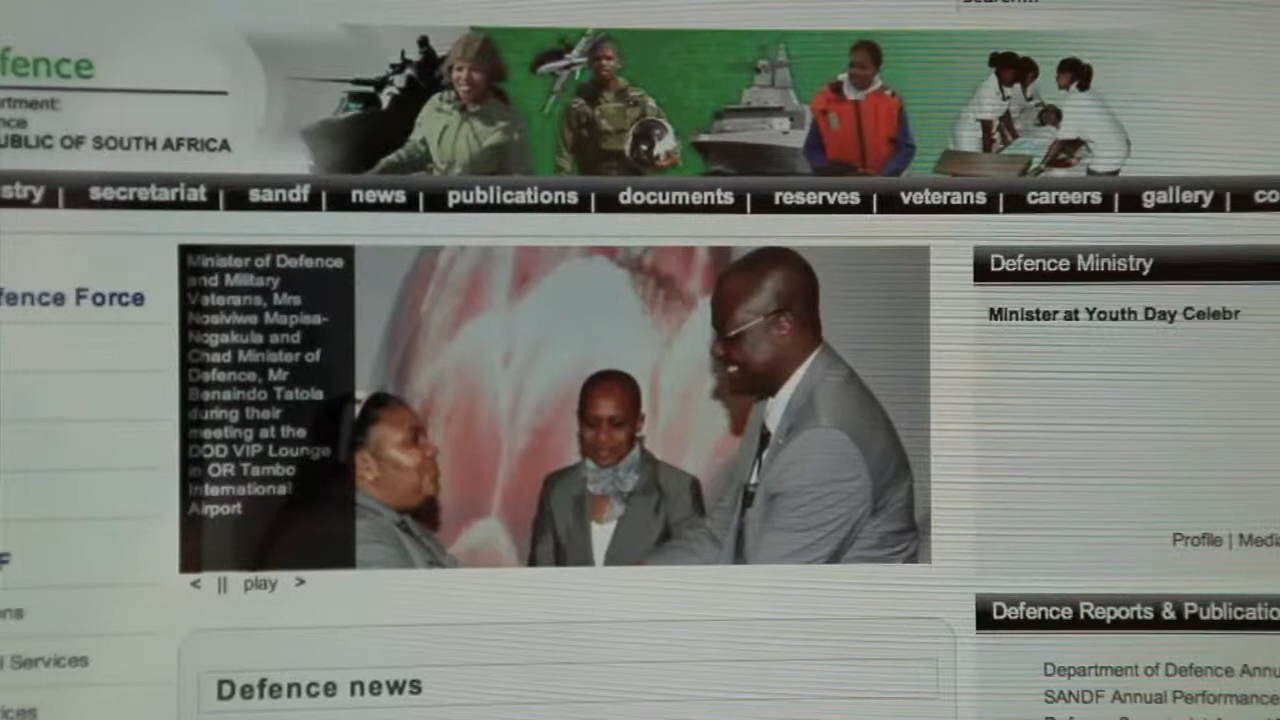 Search...
fence
rtment:
nce
UBLIC OF SOUTH AFRICA
stry | secretariat | sandf | news | publications | documents | reserves | veterans | careers | gallery | co
Minister of Defence
and Military
Veterans, Mrs
Nosiviwe Mapisa-
Nqakula and
Chad Minister of
Defence, Mr
Benaindo Tatola
during their
meeting at the
DOD VIP Lounge
in OR Tambo
International
Airport
< || play >
fence Force
F
ons
l Services
ices
Defence news
Defence Ministry
Minister at Youth Day Celebr
Profile | Media
Defence Reports & Publicatio
Department of Defence Annu
SANDF Annual Performance